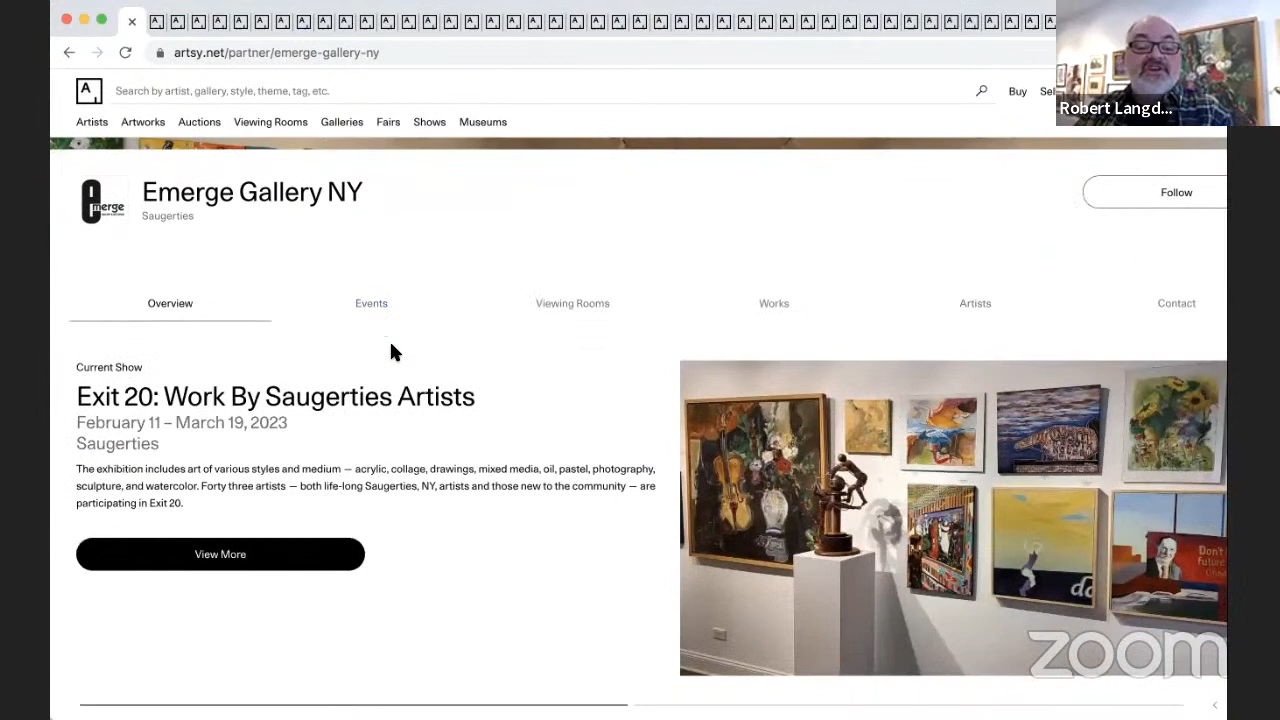 artsy.net/partner/emerge-gallery-ny
A
Search by artist, gallery, style, theme, tag, etc.
Buy
Sel
Artists
Artworks
Auctions
Viewing Rooms
Galleries
Fairs
Shows
Museums
Robert Langd...
emerge
Emerge Gallery NY
Saugerties
Follow
Overview
Events
Viewing Rooms
Works
Artists
Contact
Current Show
Exit 20: Work By Saugerties Artists
February 11 – March 19, 2023
Saugerties
The exhibition includes art of various styles and medium — acrylic, collage, drawings, mixed media, oil, pastel, photography,
sculpture, and watercolor. Forty three artists — both life-long Saugerties, NY, artists and those new to the community — are
participating in Exit 20.
View More
Don't
future
zoom